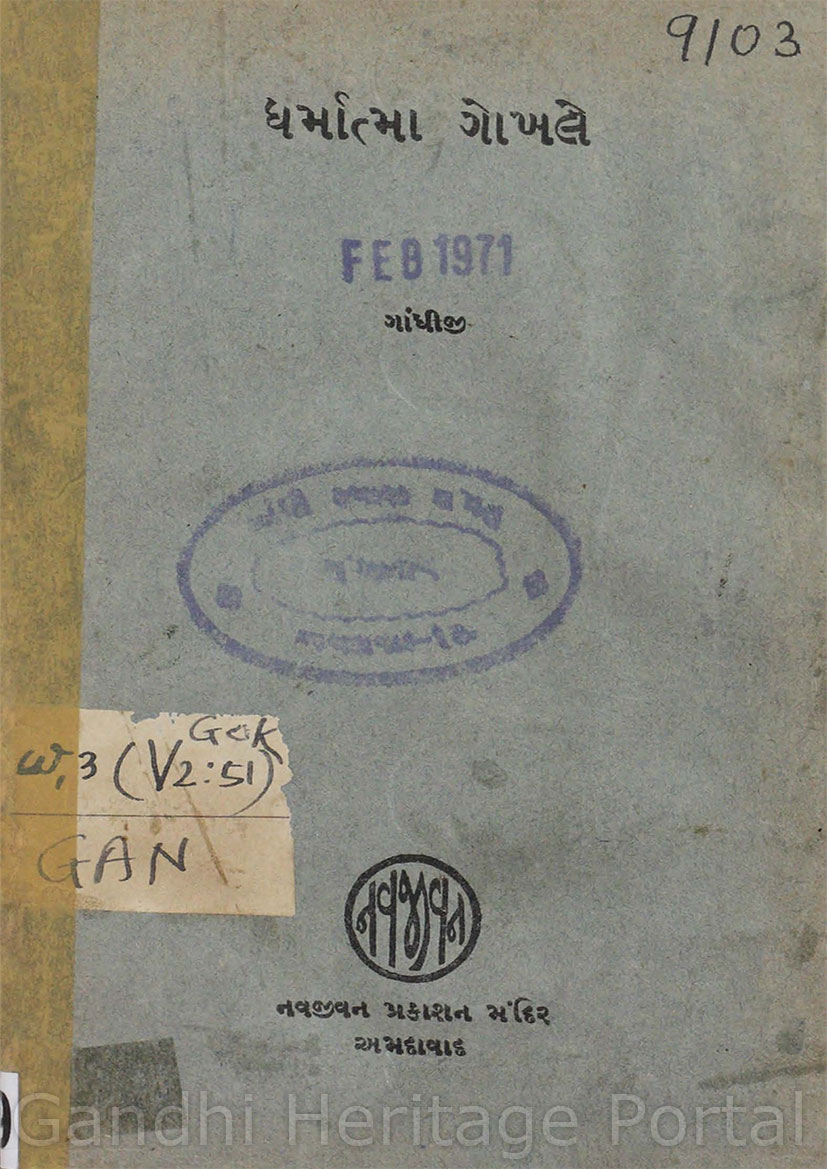 9103
ધર્માત્મા ગોખલે
FEB 1971
ગાંધીજી
Gok
W,3 (V2:51)
GAN
નવજીવન
નવજીવન પ્રકાશન મંદિર
અમદાવાદ
Gandhi Heritage Portal